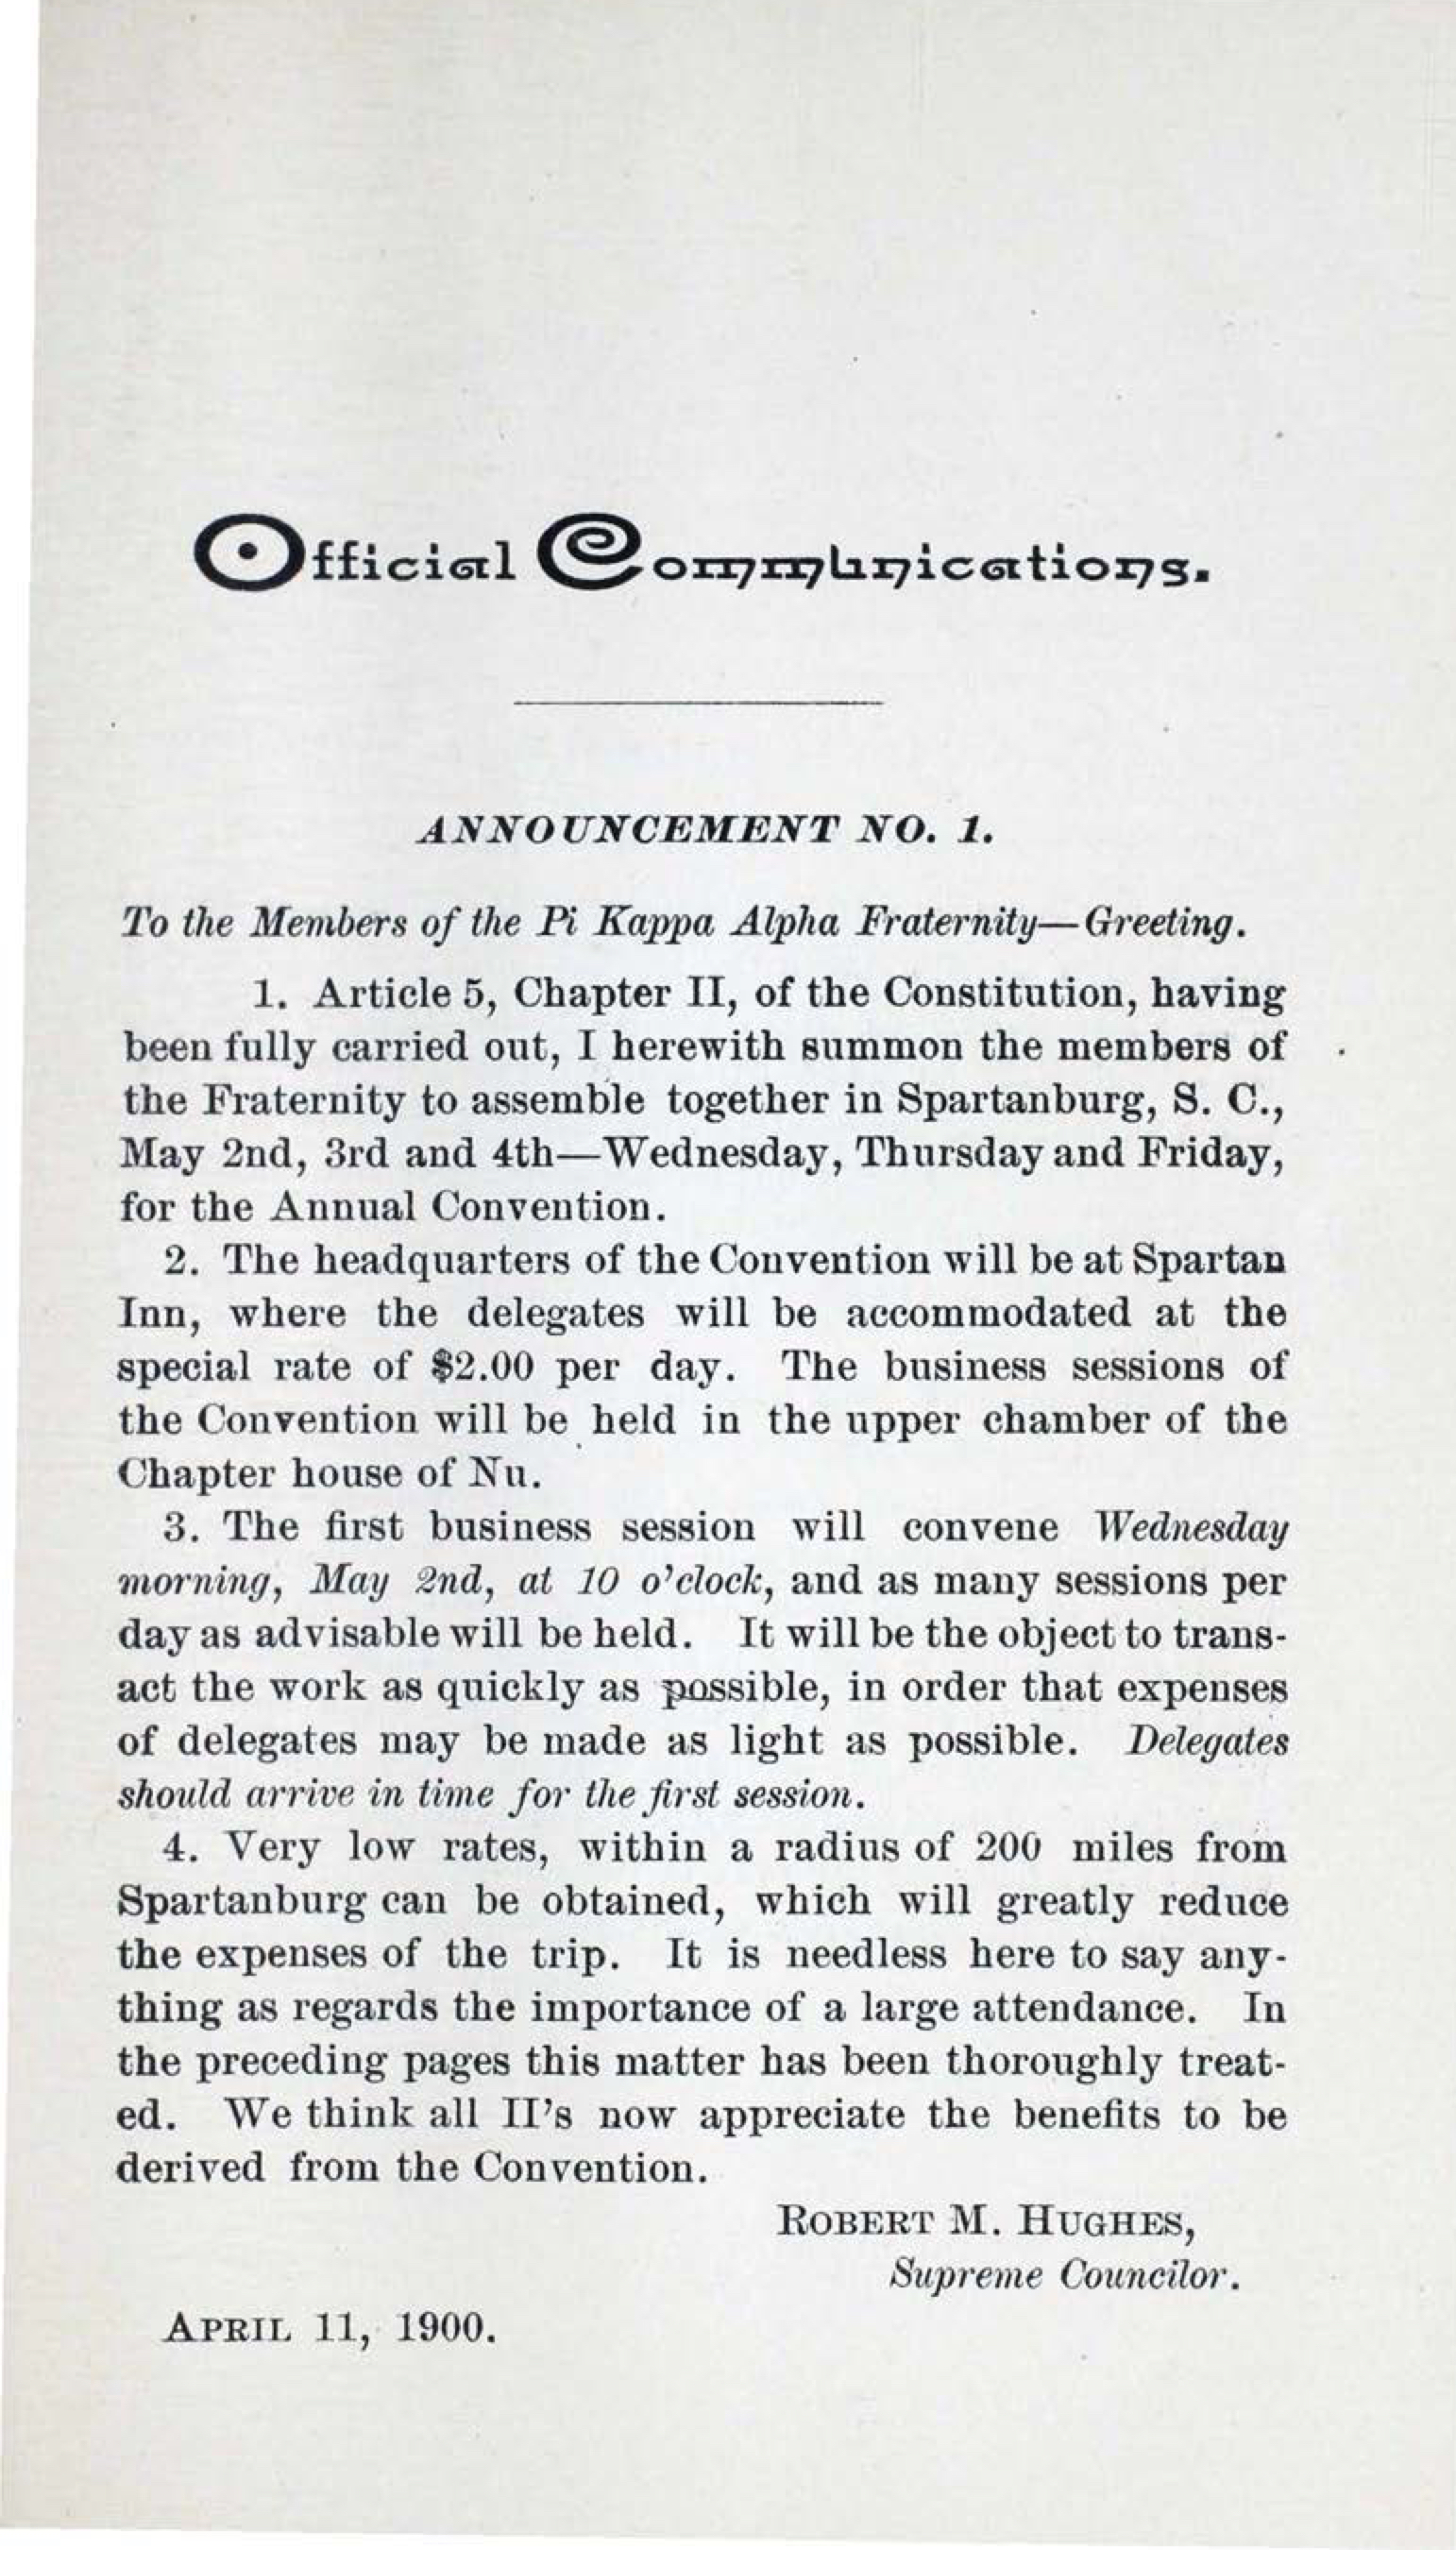 Official Communications.
ANNOUNCEMENT NO. 1.
To the Members of the Pi Kappa Alpha Fraternity—Greeting.
1. Article 5, Chapter II, of the Constitution, having
been fully carried out, I herewith summon the members of
the Fraternity to assemble together in Spartanburg, S. C.,
May 2nd, 3rd and 4th—Wednesday, Thursday and Friday,
for the Annual Convention.
2. The headquarters of the Convention will be at Spartan
Inn, where the delegates will be accommodated at the
special rate of $2.00 per day. The business sessions of
the Convention will be held in the upper chamber of the
Chapter house of Nu.
3. The first business session will convene Wednesday
morning, May 2nd, at 10 o'clock, and as many sessions per
day as advisable will be held. It will be the object to trans-
act the work as quickly as possible, in order that expenses
of delegates may be made as light as possible. Delegates
should arrive in time for the first session.
4. Very low rates, within a radius of 200 miles from
Spartanburg can be obtained, which will greatly reduce
the expenses of the trip. It is needless here to say any-
thing as regards the importance of a large attendance. In
the preceding pages this matter has been thoroughly treat-
ed. We think all II's now appreciate the benefits to be
derived from the Convention.
ROBERT M. HUGHES,
Supreme Councilor.
APRIL 11, 1900.